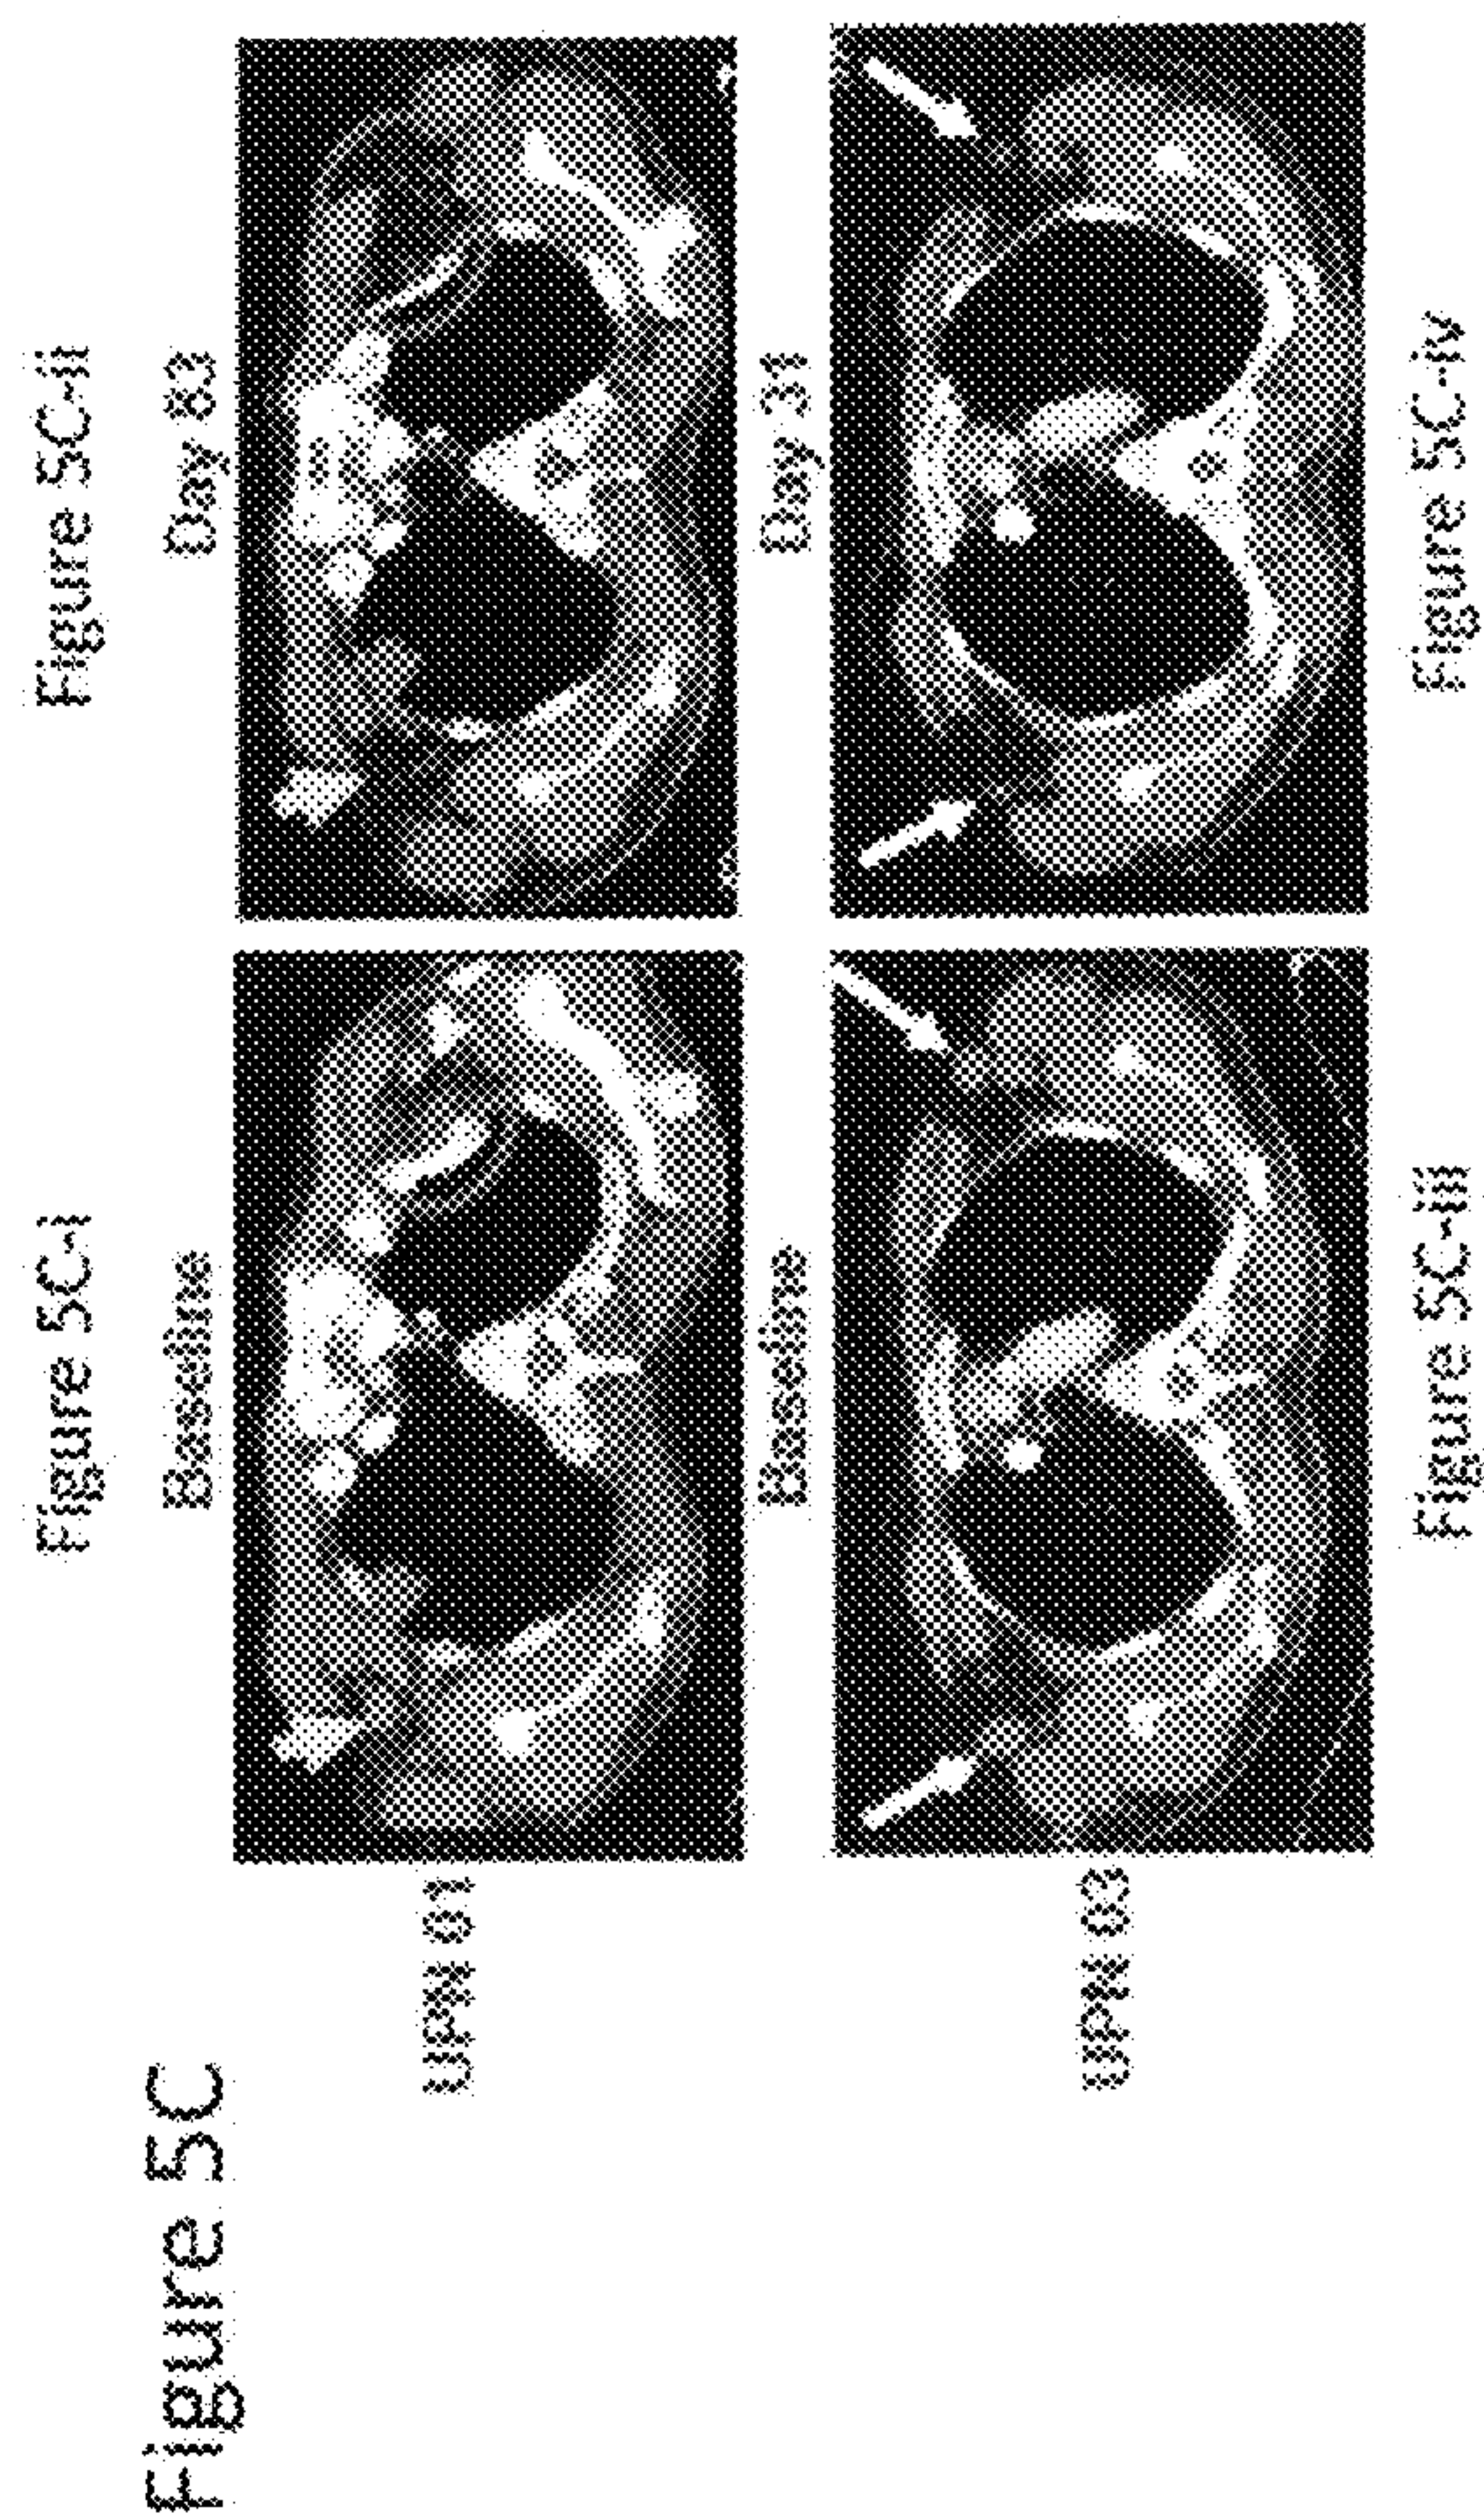 Figure 5C
Figure 5C-i
Figure 5C-ii
Baseline
Day 83
UPN 01
Baseline
Day 31
UPN 03
Figure 5C-iii
Figure 5C-iv